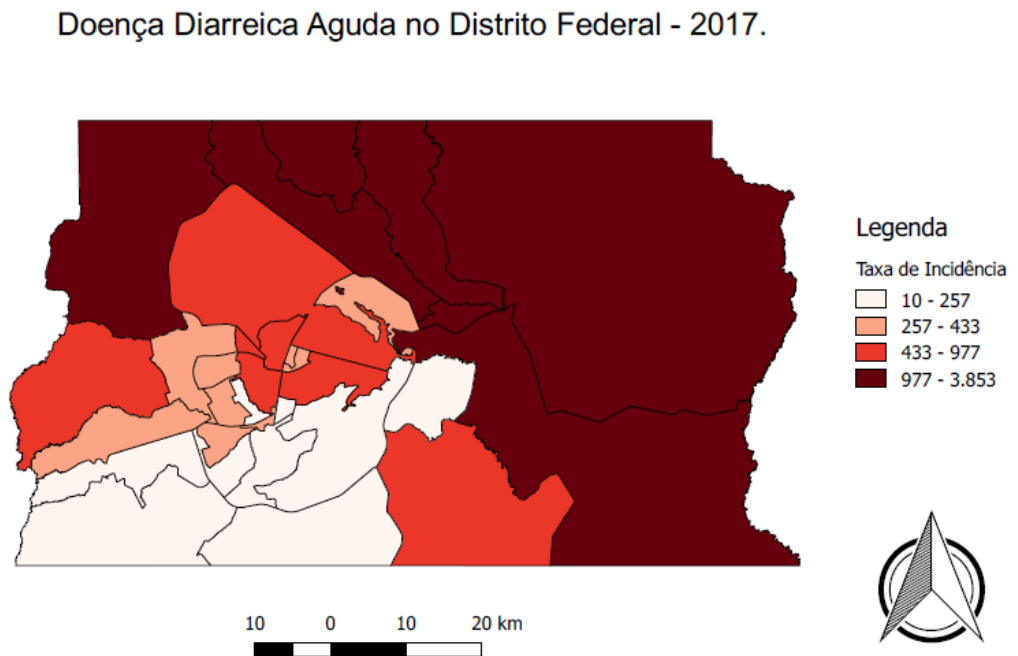 Doença Diarreica Aguda no Distrito Federal - 2017.
Legenda
Taxa de Incidência
10 - 257
257 - 433
433 - 977
977 - 3.853
10 0 10 20 km